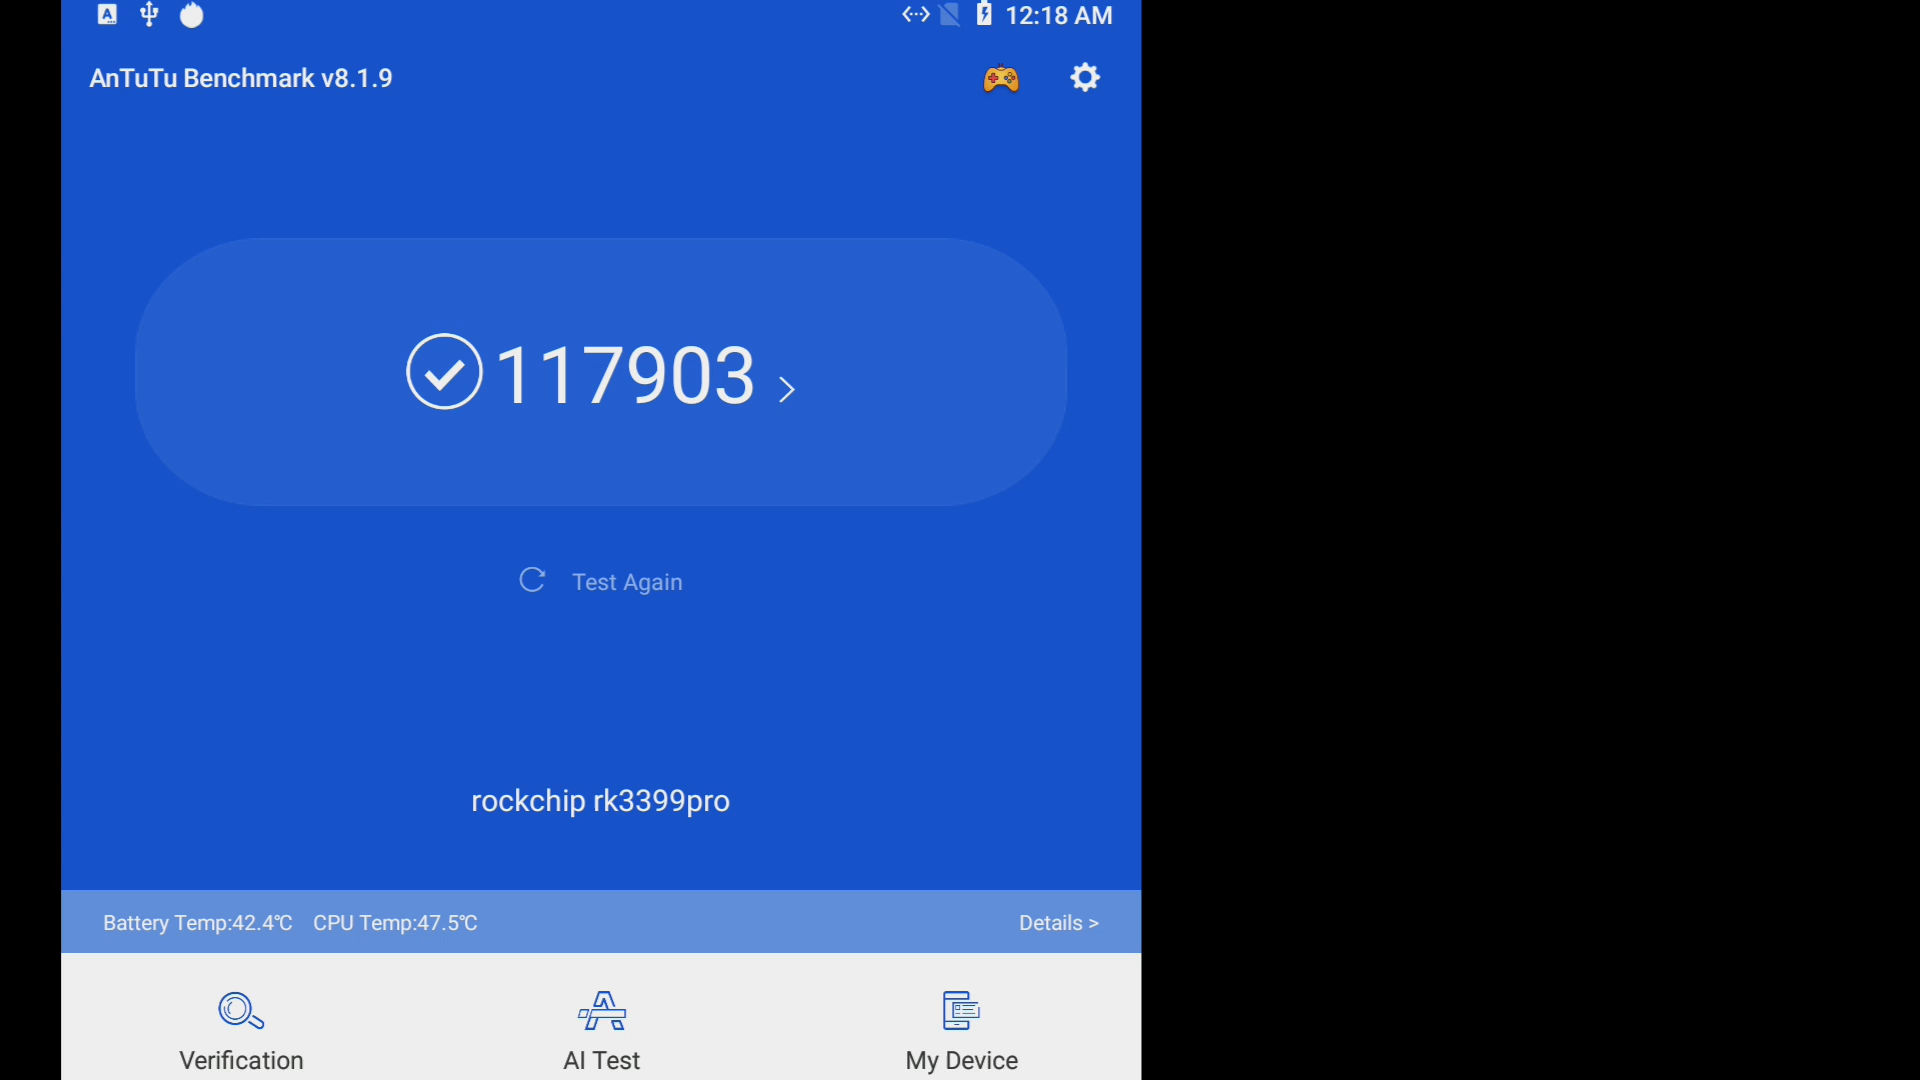 12:18 AM
AnTuTu Benchmark v8.1.9
117903 >
Test Again
rockchip rk3399pro
Battery Temp:42.4℃ CPU Temp:47.5℃ Details >
Verification AI Test My Device